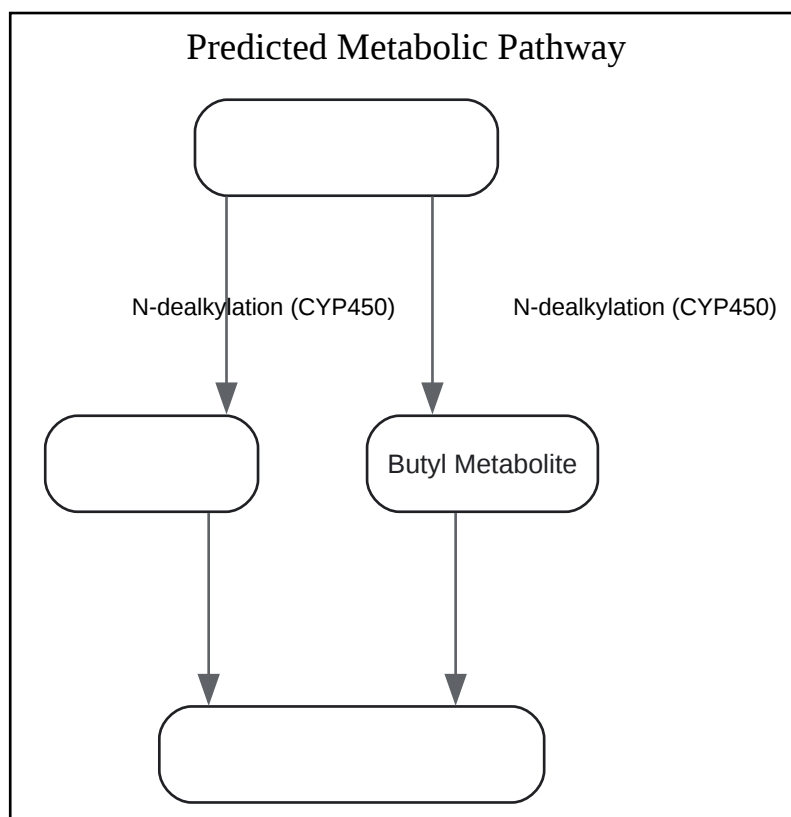 Predicted Metabolic Pathway
N-dealkylation (CYP450)
N-dealkylation (CYP450)
Butyl Metabolite